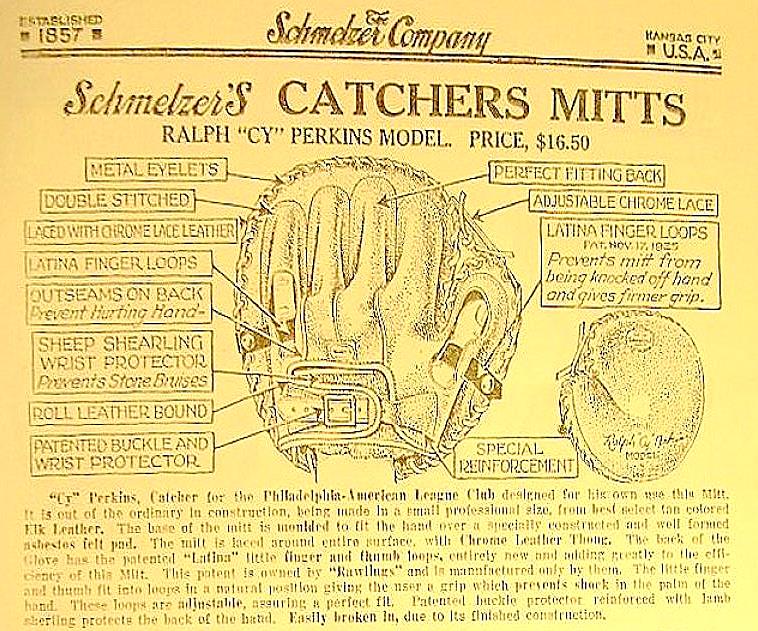 ESTABLISHED
1857
The
Schmelzer Company
KANSAS CITY
U.S.A.
Schmelzer'S CATCHERS MITTS
RALPH "CY" PERKINS MODEL. PRICE, $16.50
METAL EYELETS
DOUBLE STITCHED
LACED WITH CHROME LACE LEATHER
LATINA FINGER LOOPS
OUTSEAMS ON BACK
Prevent Hurting Hand-
SHEEP SHEARLING
WRIST PROTECTOR
Prevents Stone Bruises
ROLL LEATHER BOUND
PATENTED BUCKLE AND
WRIST PROTECTOR
PERFECT FITTING BACK
ADJUSTABLE CHROME LACE
LATINA FINGER LOOPS
PAT. NOV. 17, 1925
Prevents mitt from
being knocked off hand
and gives firmer grip.
SPECIAL
REINFORCEMENT
Ralph Cy Perkins
MODEL
"Cy" Perkins, Catcher for the Philadelphia-American League Club designed for his own use this Mitt.
It is out of the ordinary in construction, being made in a small professional size, from best select tan colored
Elk Leather. The base of the mitt is moulded to fit the hand over a specially constructed and well formed
asbestos felt pad. The mitt is laced around entire surface, with Chrome Leather Thong. The back of the
Glove has the patented "Latina" little finger and thumb loops, entirely new and adding greatly to the effi-
ciency of this Mitt. This patent is owned by "Rawlings" and is manufactured only by them. The little finger
and thumb fit into loops in a natural position giving the user a grip which prevents shock in the palm of the
hand. These loops are adjustable, assuring a perfect fit. Patented buckle protector reinforced with lamb
sherling protects the back of the hand. Easily broken in, due to its finished construction.